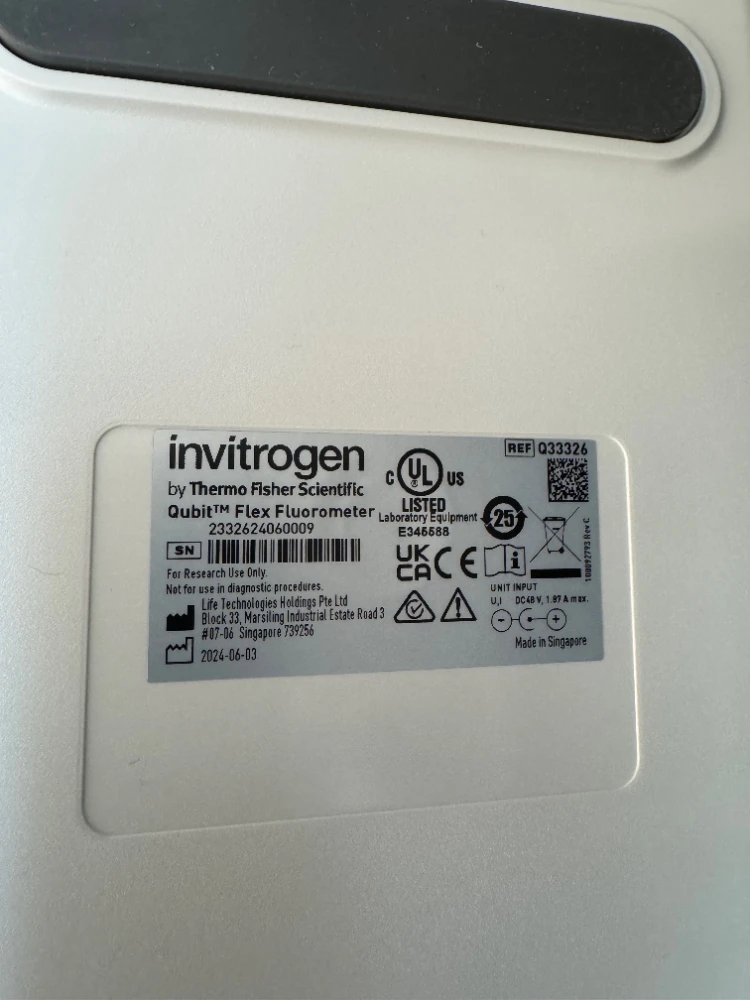 invitrogen
by Thermo Fisher Scientific
Qubit™ Flex Fluorometer
2332624060009
SN
For Research Use Only.
Not for use in diagnostic procedures.
Life Technologies Holdings Pte Ltd
Block 33, Marsiling Industrial Estate Road 3
#07-06 Singapore 739256
2024-06-03
C UL US
LISTED
Laboratory Equipment
E346588
UK
CA CE
REF Q33326
25
100092793 Rev C
UNIT INPUT
U,I DC48 V, 1.87 A max.
Made in Singapore